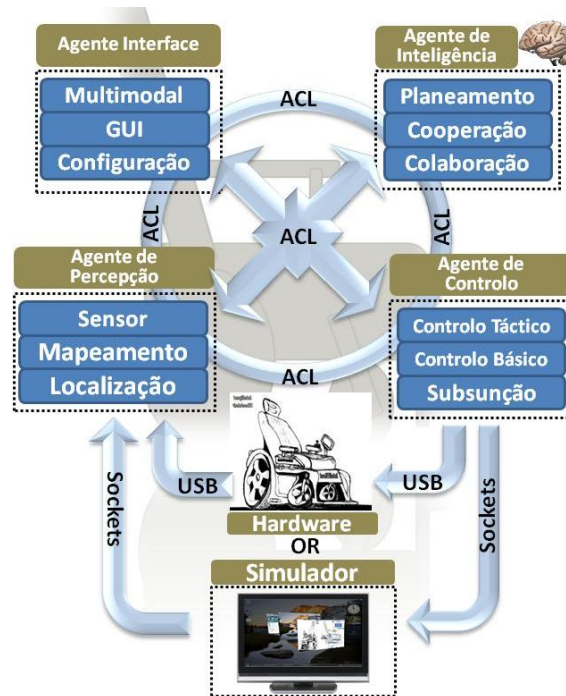 Agente Interface
Multimodal
GUI
Configuração
Agente de
Inteligência
Planeamento
Cooperação
Colaboração
ACL
ACL
ACL
ACL
ACL
Agente de
Percepção
Sensor
Mapeamento
Localização
Agente de
Controlo
Controlo Táctico
Controlo Básico
Subsunção
USB
USB
Sockets
Sockets
Hardware
OR
Simulador